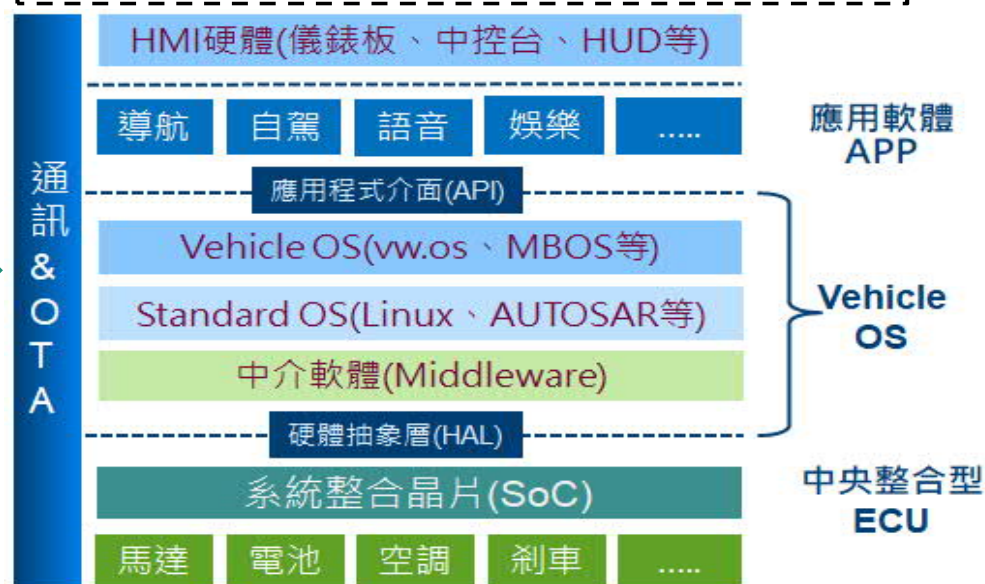 HMI硬體(儀錶板、中控台、HUD等)
導航 自駕 語音 娛樂 .....
應用軟體
APP
應用程式介面(API)
通訊&OTA
Vehicle OS(vw.os、MBOS等)
Standard OS(Linux、AUTOSAR等)
中介軟體(Middleware)
Vehicle
OS
硬體抽象層(HAL)
系統整合晶片(SoC)
中央整合型
ECU
馬達 電池 空調 剎車 .....